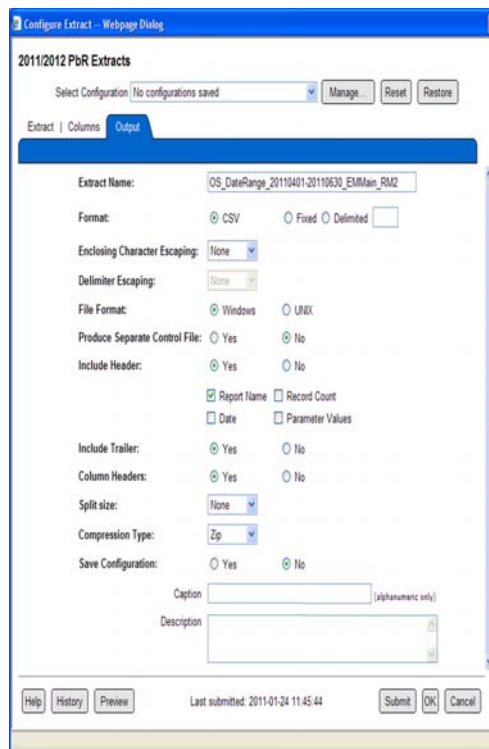 Configure Extract -- Webpage Dialog
2011/2012 PbR Extracts
Select Configuration No configurations saved Manage... Reset Restore
Extract | Columns Output
Extract Name: OS_DateRange_20110401-20110630_EMMain_RM2
Format: CSV Fixed Delimited
Enclosing Character Escaping: None
Delimiter Escaping: None
File Format: Windows UNIX
Produce Separate Control File: Yes No
Include Header: Yes No
Report Name Record Count
Date Parameter Values
Include Trailer: Yes No
Column Headers: Yes No
Split size: None
Compression Type: Zip
Save Configuration: Yes No
Caption (alphanumeric only)
Description
Help History Preview Last submitted: 2011-01-24 11:45:44 Submit OK Cancel